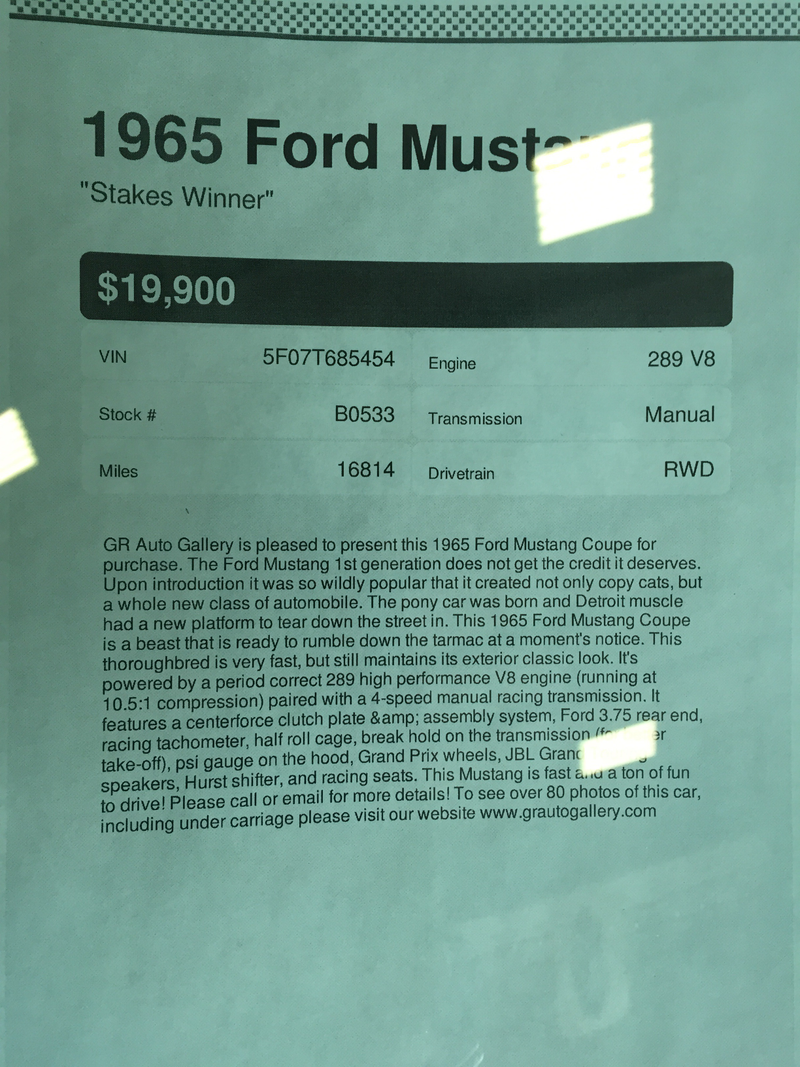 1965 Ford
"Stakes Winner"
$19,900
VIN 5F07T685454 Engine 289 V8
Stock # B0533 Transmission Manual
Miles 16814 Drivetrain RWD
GR Auto Gallery is pleased to present this 1965 Ford Mustang Coupe for
purchase. The Ford Mustang 1st generation does not get the credit it deserves.
Upon introduction it was so wildly popular that it created not only copy cats, but
a whole new class of automobile. The pony car was born and Detroit muscle
had a new platform to tear down the street in. This 1965 Ford Mustang Coupe
is a beast that is ready to rumble down the tarmac at a moment's notice. This
thoroughbred is very fast, but still maintains its exterior classic look. It's
powered by a period correct 289 high performance V8 engine (running at
10.5:1 compression) paired with a 4-speed manual racing transmission. It
features a centerforce clutch plate &amp; assembly system, Ford 3.75 rear end,
racing tachometer, half roll cage, break hold on the transmission
take-off), psi gauge on the hood, Grand Prix wheels, JBL
speakers, Hurst shifter, and racing seats. This Mustang is fast and a ton of fun
to drive! Please call or email for more details! To see over 80 photos of this car,
including under carriage please visit our website www.grautogallery.com